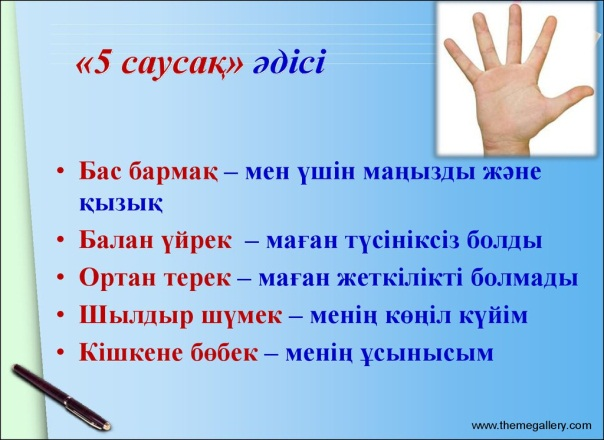 «5 саусақ» әдісі
• Бас бармақ – мен үшін маңызды және
қызық
• Балан үйрек – маған түсініксіз болды
• Ортан терек – маған жеткілікті болмады
• Шылдыр шүмек – менің көңіл күйім
• Кішкене бөбек – менің ұсынысым
www.themegallery.com